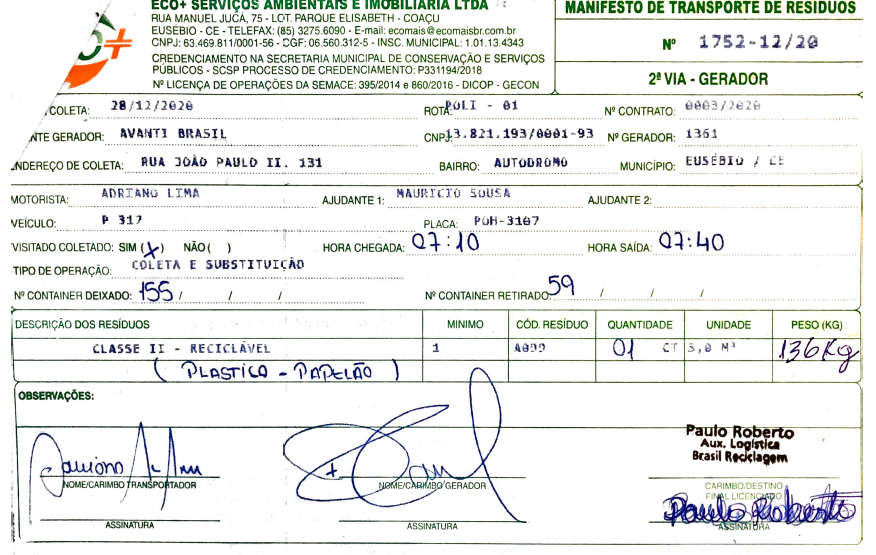 ECO+ SERVIÇOS AMBIENTAIS E IMOBILIÁRIA LTDA
RUA MANUEL JUCÁ, 75 - LOT. PARQUE ELISABETH - COAÇU
EUSÉBIO - CE - TELEFAX: (85) 3275.6090 - E-mail: ecomais@ecomaisbr.com.br
CNPJ: 63.469.811/0001-56 - CGF: 06.560.312-5 - INSC. MUNICIPAL: 1.01.13.4343
CREDENCIAMENTO NA SECRETARIA MUNICIPAL DE CONSERVAÇÃO E SERVIÇOS
PÚBLICOS - SCSP PROCESSO DE CREDENCIAMENTO: P331194/2018
Nº LICENÇA DE OPERAÇÕES DA SEMACE: 395/2014 e 860/2016 - DICOP - GECON
MANIFESTO DE TRANSPORTE DE RESÍDUOS
Nº 1752-12/20
2ª VIA - GERADOR
COLETA: 28/12/2020 ROTA: POLI - 01 Nº CONTRATO: 0003/2020
NTE GERADOR: AVANTI BRASIL CNPJ: 13.821.193/0001-93 Nº GERADOR: 1361
NDEREÇO DE COLETA: RUA JOÃO PAULO II. 131 BAIRRO: AUTODROMO MUNICÍPIO: EUSÉBIO / CE
MOTORISTA: ADRIANO LIMA AJUDANTE 1: MAURICIO SOUSA AJUDANTE 2:
VEÍCULO: P 317 PLACA: POH-3107
VISITADO COLETADO: SIM (X) NÃO ( ) HORA CHEGADA: 07:10 HORA SAÍDA: 07:40
TIPO DE OPERAÇÃO: COLETA E SUBSTITUIÇÃO
Nº CONTAINER DEIXADO: 155 / / / Nº CONTAINER RETIRADO: 59 / / /
DESCRIÇÃO DOS RESÍDUOS MINIMO CÓD. RESÍDUO QUANTIDADE UNIDADE PESO (KG)
CLASSE II - RECICLÁVEL 1 A099 01 CT 5,0 M³ 136Kg
( PLASTICO - PAPELÃO )
OBSERVAÇÕES:
Paulo Roberto
Aux. Logística
Brasil Reciclagem
NOME/CARIMBO TRANSPORTADOR NOME/CARIMBO GERADOR CARIMBO/DESTINO
FINAL LICENCIADO
Paulo Roberto
ASSINATURA ASSINATURA ASSINATURA